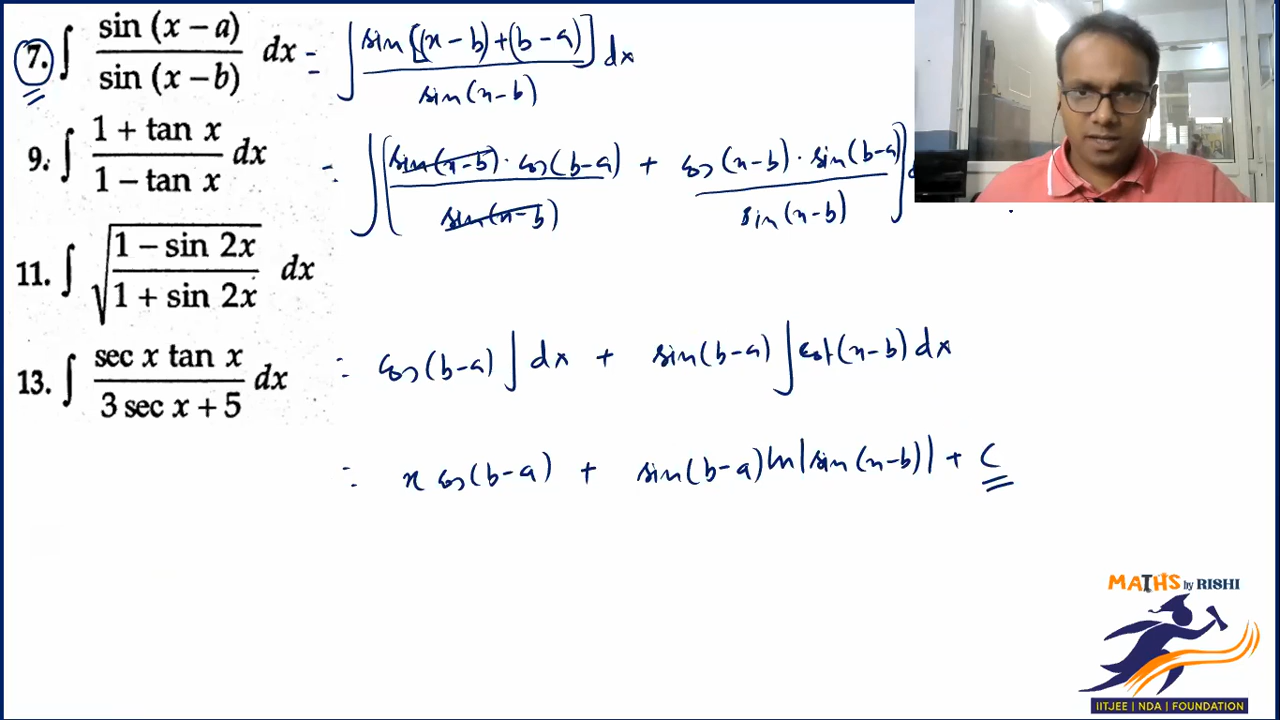 7. ∫ sin (x – a) / sin (x – b) dx = ∫ sin[(x – b) + (b – a)] / sin(x – b) dx
9. ∫ 1 + tan x / 1 – tan x dx
= ∫ ( sin(x – b) · cos(b – a) / sin(x – b) + cos(x – b) · sin(b – a) / sin(x – b) )
11. ∫ √(1 – sin 2x / 1 + sin 2x) dx
13. ∫ sec x tan x / 3 sec x + 5 dx
= cos(b – a) ∫ dx + sin(b – a) ∫ cot(x – b) dx
= x cos(b – a) + sin(b – a) ln|sin(x – b)| + C
MATHS by RISHI
IITJEE | NDA | FOUNDATION